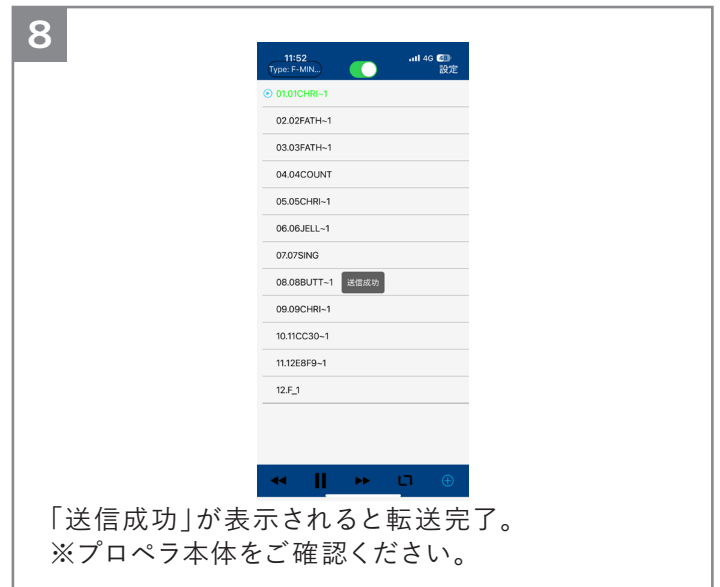 8
11:52
4G 40
Type: F-MIN...
設定
01.01CHRI~1
02.02FATH~1
03.03FATH~1
04.04COUNT
05.05CHRI~1
06.06JELL~1
07.07SING
08.08BUTT~1 送信成功
09.09CHRI~1
10.11CC30~1
11.12E8F9~1
12.F_1
「送信成功」が表示されると転送完了。
※プロペラ本体をご確認ください。